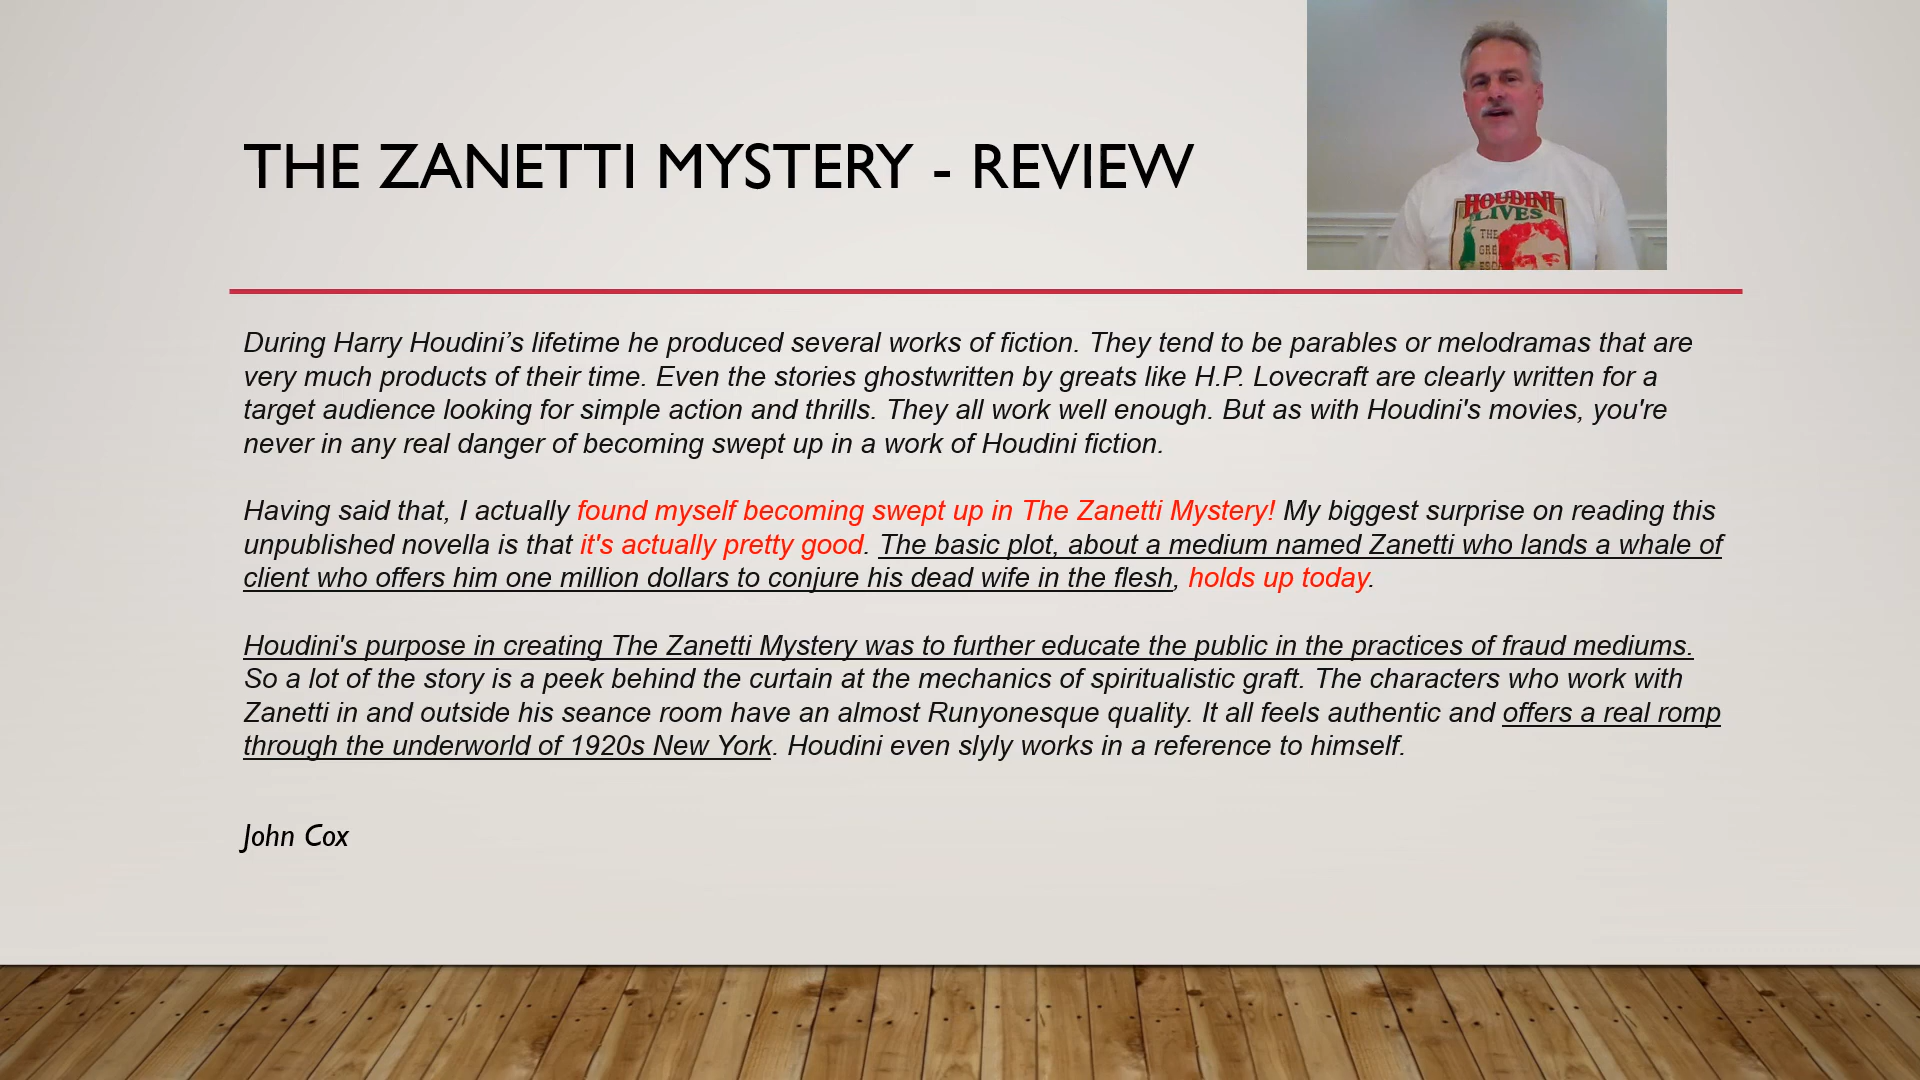 THE ZANETTI MYSTERY - REVIEW
HOUDINI
LIVES
THE
During Harry Houdini’s lifetime he produced several works of fiction. They tend to be parables or melodramas that are
very much products of their time. Even the stories ghostwritten by greats like H.P. Lovecraft are clearly written for a
target audience looking for simple action and thrills. They all work well enough. But as with Houdini's movies, you're
never in any real danger of becoming swept up in a work of Houdini fiction.
Having said that, I actually found myself becoming swept up in The Zanetti Mystery! My biggest surprise on reading this
unpublished novella is that it's actually pretty good. The basic plot, about a medium named Zanetti who lands a whale of
client who offers him one million dollars to conjure his dead wife in the flesh, holds up today.
Houdini's purpose in creating The Zanetti Mystery was to further educate the public in the practices of fraud mediums.
So a lot of the story is a peek behind the curtain at the mechanics of spiritualistic graft. The characters who work with
Zanetti in and outside his seance room have an almost Runyonesque quality. It all feels authentic and offers a real romp
through the underworld of 1920s New York. Houdini even slyly works in a reference to himself.
John Cox